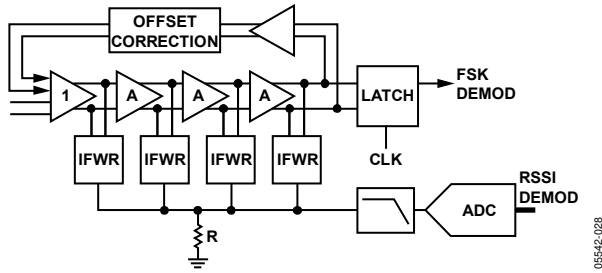 OFFSET
CORRECTION
1
A
A
A
LATCH
FSK
DEMOD
IFWR
IFWR
IFWR
IFWR
CLK
R
ADC
RSSI
DEMOD
05542-028